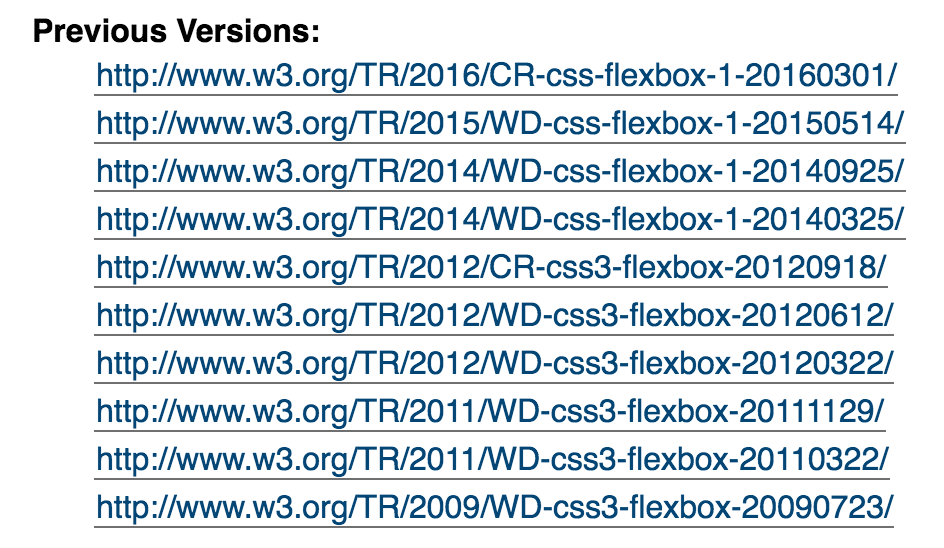 Previous Versions:
http://www.w3.org/TR/2016/CR-css-flexbox-1-20160301/
http://www.w3.org/TR/2015/WD-css-flexbox-1-20150514/
http://www.w3.org/TR/2014/WD-css-flexbox-1-20140925/
http://www.w3.org/TR/2014/WD-css-flexbox-1-20140325/
http://www.w3.org/TR/2012/CR-css3-flexbox-20120918/
http://www.w3.org/TR/2012/WD-css3-flexbox-20120612/
http://www.w3.org/TR/2012/WD-css3-flexbox-20120322/
http://www.w3.org/TR/2011/WD-css3-flexbox-20111129/
http://www.w3.org/TR/2011/WD-css3-flexbox-20110322/
http://www.w3.org/TR/2009/WD-css3-flexbox-20090723/